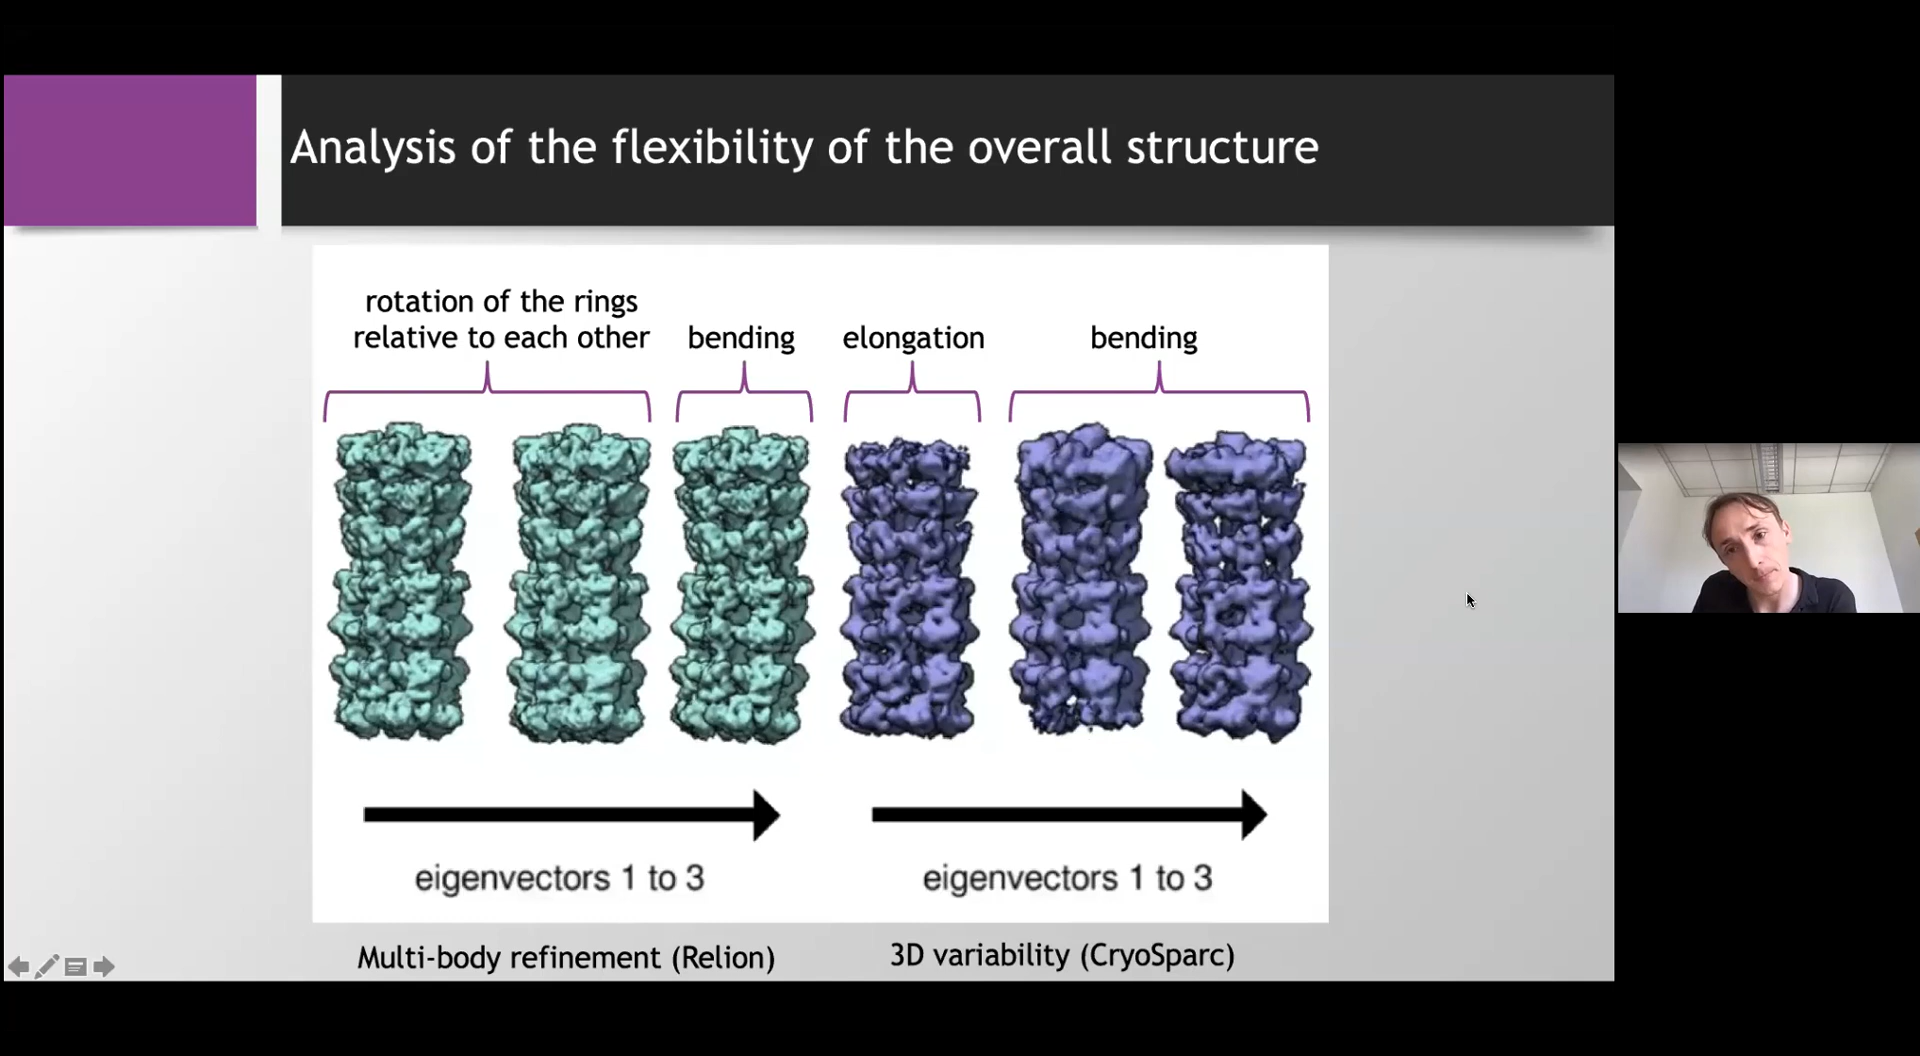 Analysis of the flexibility of the overall structure
rotation of the rings
relative to each other
bending
elongation
bending
eigenvectors 1 to 3
eigenvectors 1 to 3
Multi-body refinement (Relion)
3D variability (CryoSparc)